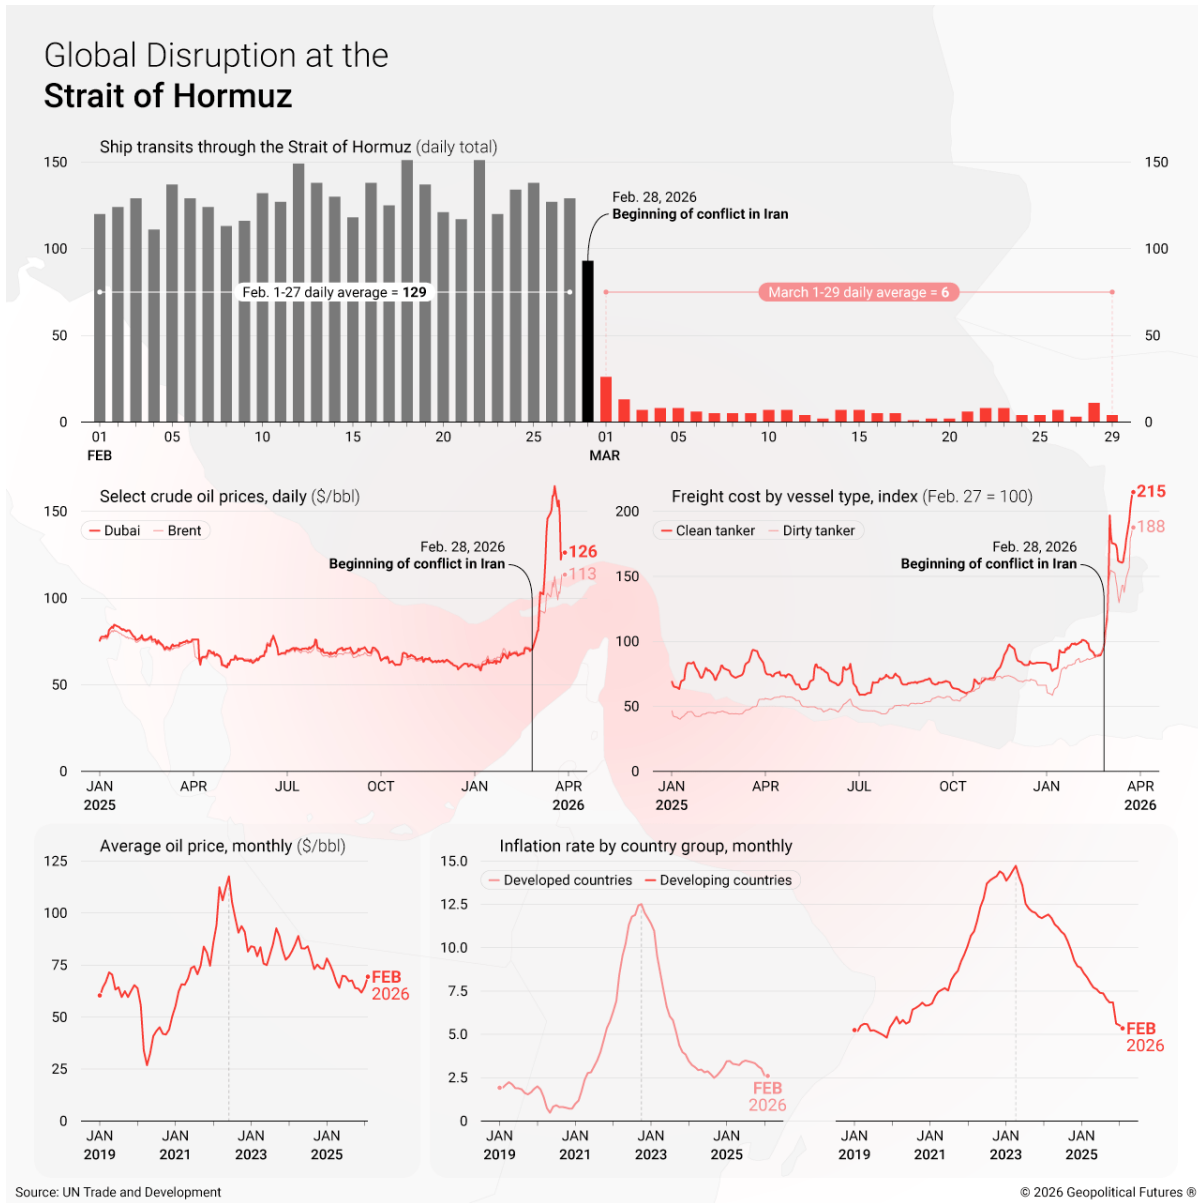 Global Disruption at the
Strait of Hormuz
Ship transits through the Strait of Hormuz (daily total)
150
100
50
0
150
100
50
0
Feb. 28, 2026
Beginning of conflict in Iran
Feb. 1-27 daily average = 129
March 1-29 daily average = 6
01 05 10 15 20 25 01 05 10 15 20 25 29
FEB MAR
Select crude oil prices, daily ($/bbl)
150
100
50
0
Dubai Brent
Feb. 28, 2026
Beginning of conflict in Iran
126
113
JAN APR JUL OCT JAN APR
2025 2026
Freight cost by vessel type, index (Feb. 27 = 100)
200
150
100
50
0
Clean tanker Dirty tanker
Feb. 28, 2026
Beginning of conflict in Iran
215
188
JAN APR JUL OCT JAN APR
2025 2026
Average oil price, monthly ($/bbl)
125
100
75
50
25
0
FEB
2026
JAN JAN JAN JAN
2019 2021 2023 2025
Inflation rate by country group, monthly
15.0
12.5
10.0
7.5
5.0
2.5
0
Developed countries Developing countries
FEB
2026
JAN JAN JAN JAN
2019 2021 2023 2025
FEB
2026
JAN JAN JAN JAN
2019 2021 2023 2025
Source: UN Trade and Development
© 2026 Geopolitical Futures ®